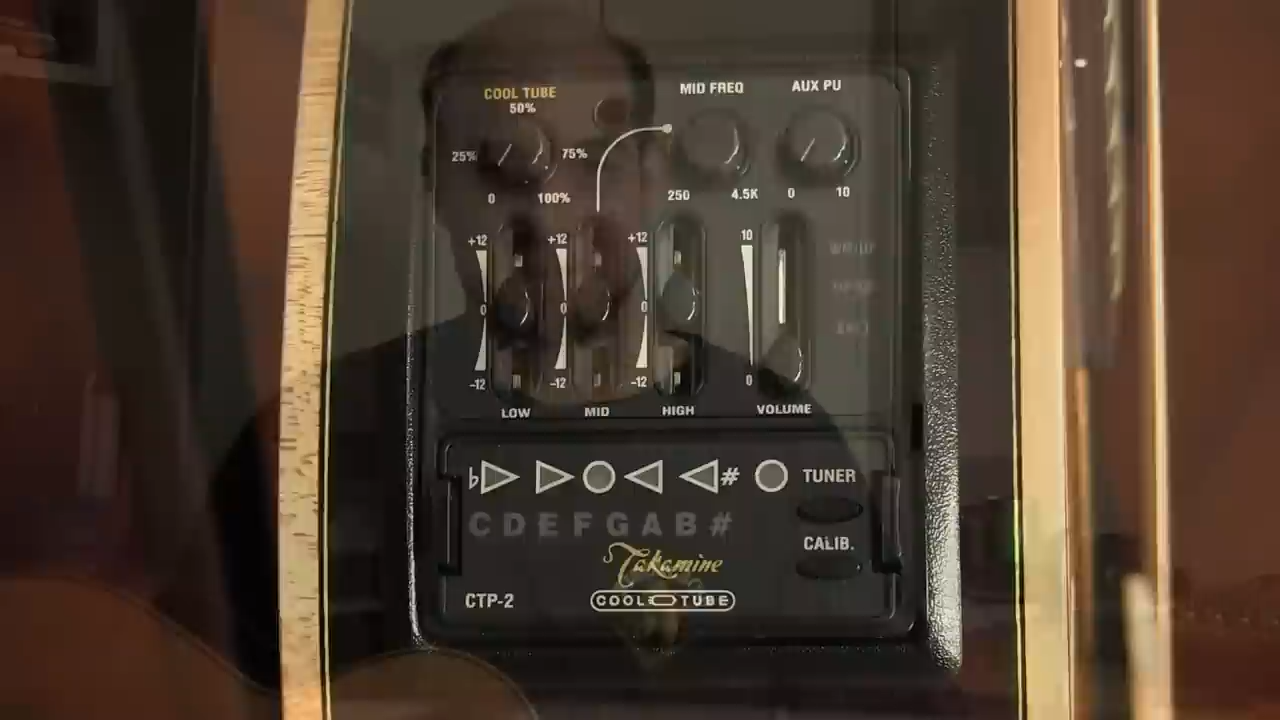 COOL TUBE
MID FREQ
AUX PU
50%
25%
75%
0
100%
250
4.5K
0
10
+12
+12
+12
10
0
0
0
-12
-12
-12
0
LOW
MID
HIGH
VOLUME
♭
#
TUNER
C D E F G A B #
CALIB.
Takamine
CTP-2
COOL TUBE